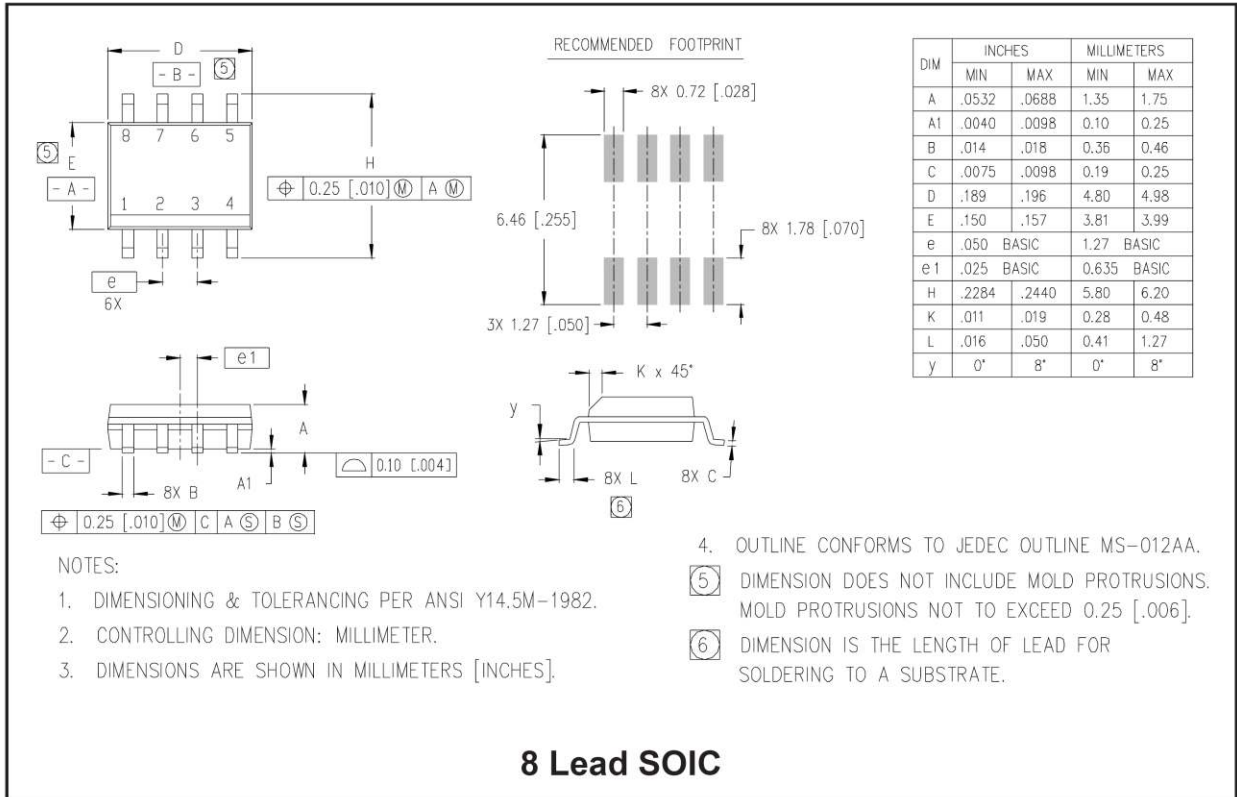 D
- B - 5
8 7 6 5
5 E
- A -
H
⌖ 0.25 [.010] Ⓜ A Ⓜ
1 2 3 4
e
6X
RECOMMENDED FOOTPRINT
8X 0.72 [.028]
6.46 [.255]
8X 1.78 [.070]
3X 1.27 [.050]
DIM INCHES MILLIMETERS
MIN MAX MIN MAX
A .0532 .0688 1.35 1.75
A1 .0040 .0098 0.10 0.25
B .014 .018 0.36 0.46
C .0075 .0098 0.19 0.25
D .189 .196 4.80 4.98
E .150 .157 3.81 3.99
e .050 BASIC 1.27 BASIC
e1 .025 BASIC 0.635 BASIC
H .2284 .2440 5.80 6.20
K .011 .019 0.28 0.48
L .016 .050 0.41 1.27
y 0° 8° 0° 8°
e1
A
- C -
8X B
A1
⌓ 0.10 [.004]
⌖ 0.25 [.010] Ⓜ C A Ⓢ B Ⓢ
K x 45°
y
8X L
8X C
6
NOTES:
1. DIMENSIONING & TOLERANCING PER ANSI Y14.5M-1982.
2. CONTROLLING DIMENSION: MILLIMETER.
3. DIMENSIONS ARE SHOWN IN MILLIMETERS [INCHES].
4. OUTLINE CONFORMS TO JEDEC OUTLINE MS-012AA.
5 DIMENSION DOES NOT INCLUDE MOLD PROTRUSIONS.
MOLD PROTRUSIONS NOT TO EXCEED 0.25 [.006].
6 DIMENSION IS THE LENGTH OF LEAD FOR
SOLDERING TO A SUBSTRATE.
8 Lead SOIC